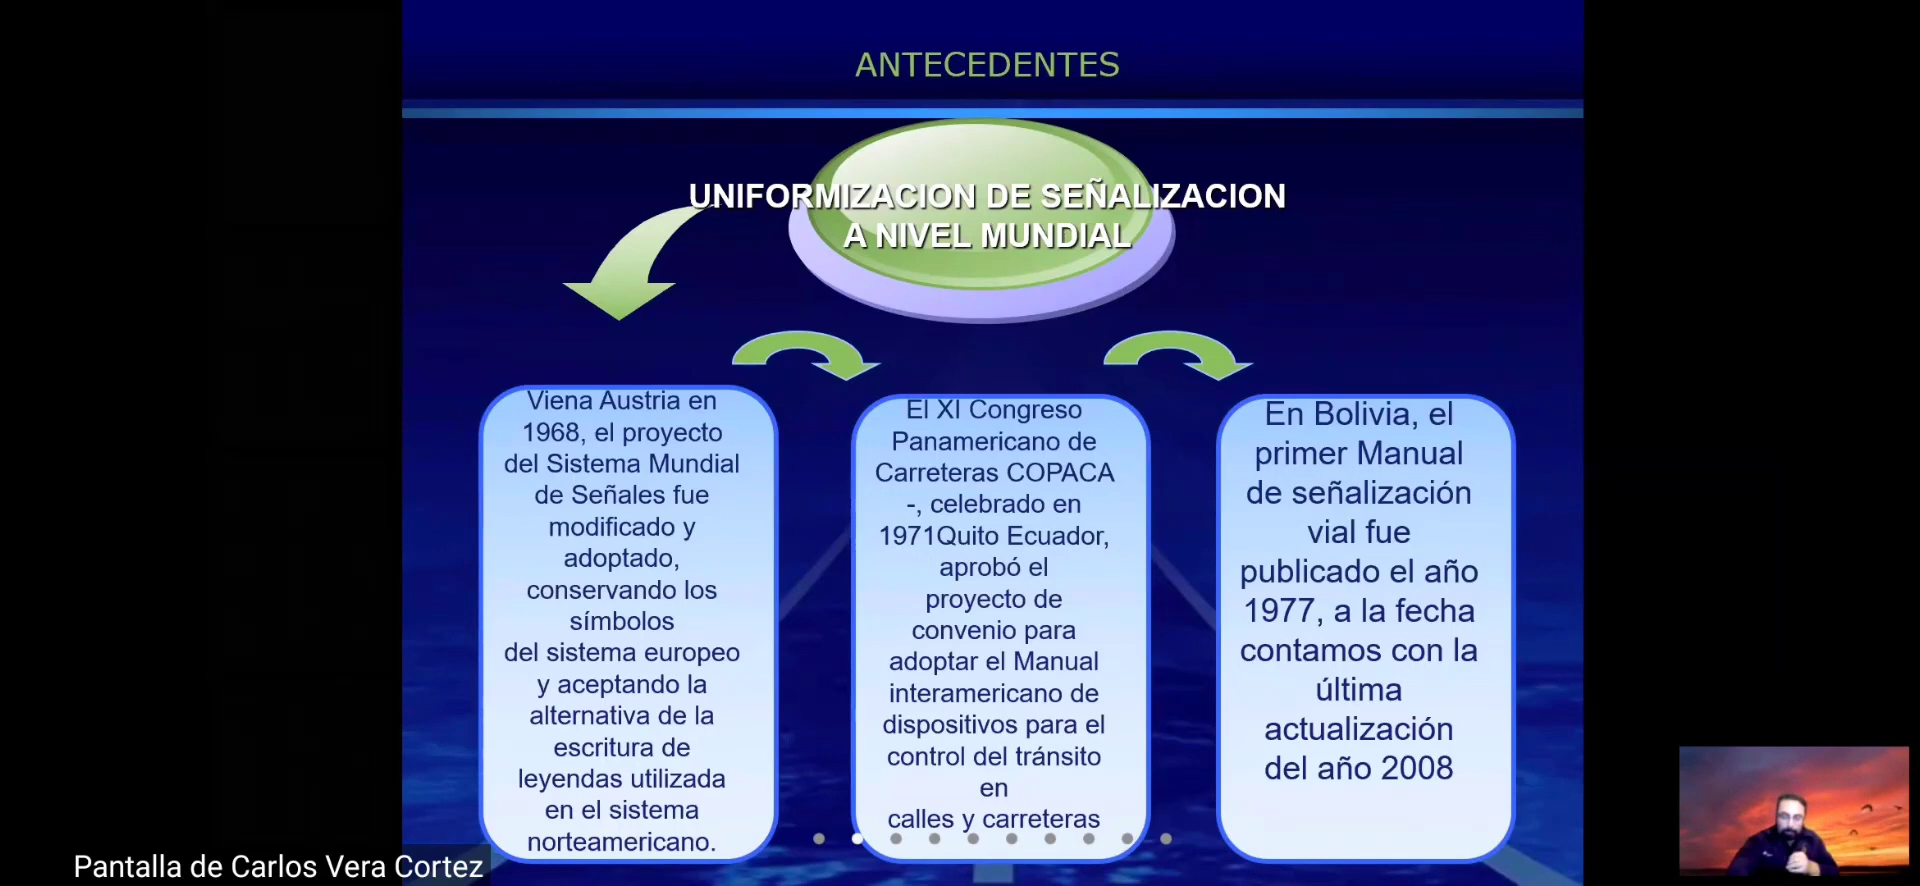 ANTECEDENTES
UNIFORMIZACION DE SEÑALIZACION
A NIVEL MUNDIAL
Viena Austria en
1968, el proyecto
del Sistema Mundial
de Señales fue
modificado y
adoptado,
conservando los
símbolos
del sistema europeo
y aceptando la
alternativa de la
escritura de
leyendas utilizada
en el sistema
norteamericano.
El XI Congreso
Panamericano de
Carreteras COPACA
-, celebrado en
1971Quito Ecuador,
aprobó el
proyecto de
convenio para
adoptar el Manual
interamericano de
dispositivos para el
control del tránsito
en
calles y carreteras
En Bolivia, el
primer Manual
de señalización
vial fue
publicado el año
1977, a la fecha
contamos con la
última
actualización
del año 2008
Pantalla de Carlos Vera Cortez